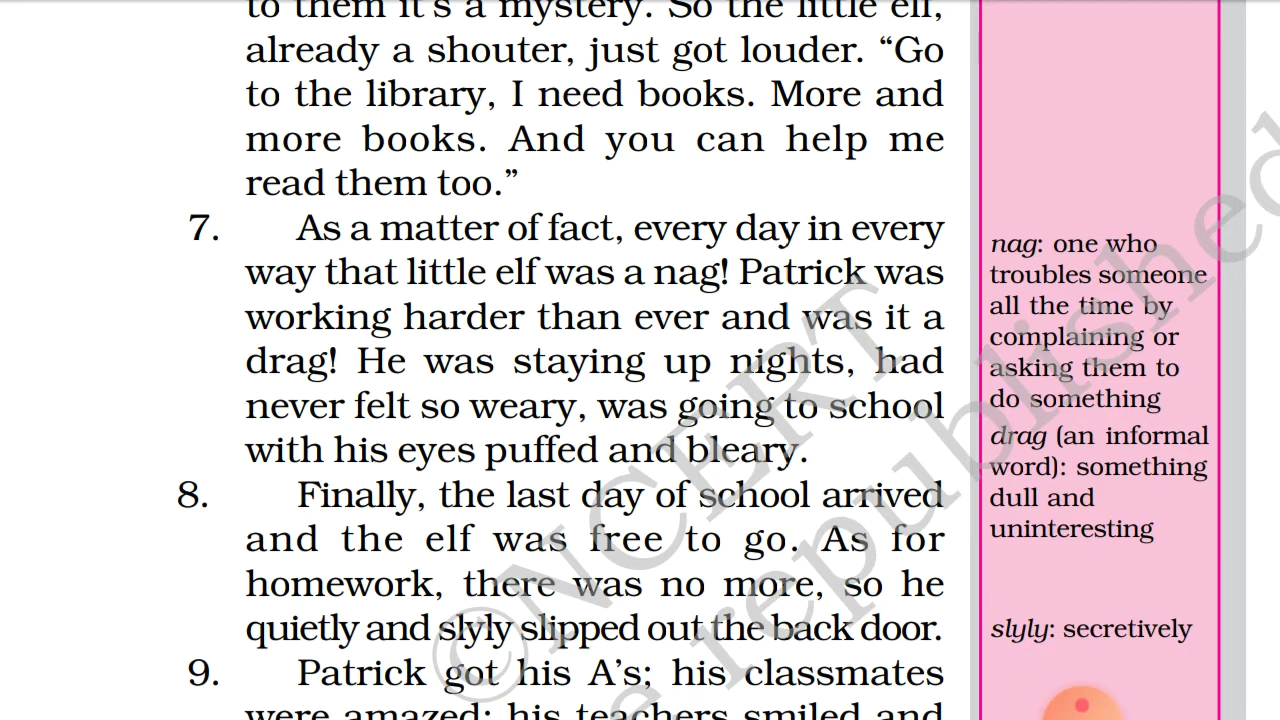 to them it's a mystery. So the little elf,
already a shouter, just got louder. “Go
to the library, I need books. More and
more books. And you can help me
read them too.”
7. As a matter of fact, every day in every
way that little elf was a nag! Patrick was
working harder than ever and was it a
drag! He was staying up nights, had
never felt so weary, was going to school
with his eyes puffed and bleary.
8. Finally, the last day of school arrived
and the elf was free to go. As for
homework, there was no more, so he
quietly and slyly slipped out the back door.
9. Patrick got his A’s; his classmates
were amazed; his teachers smiled and
nag: one who
troubles someone
all the time by
complaining or
asking them to
do something
drag (an informal
word): something
dull and
uninteresting
slyly: secretively
©NCERT
republished